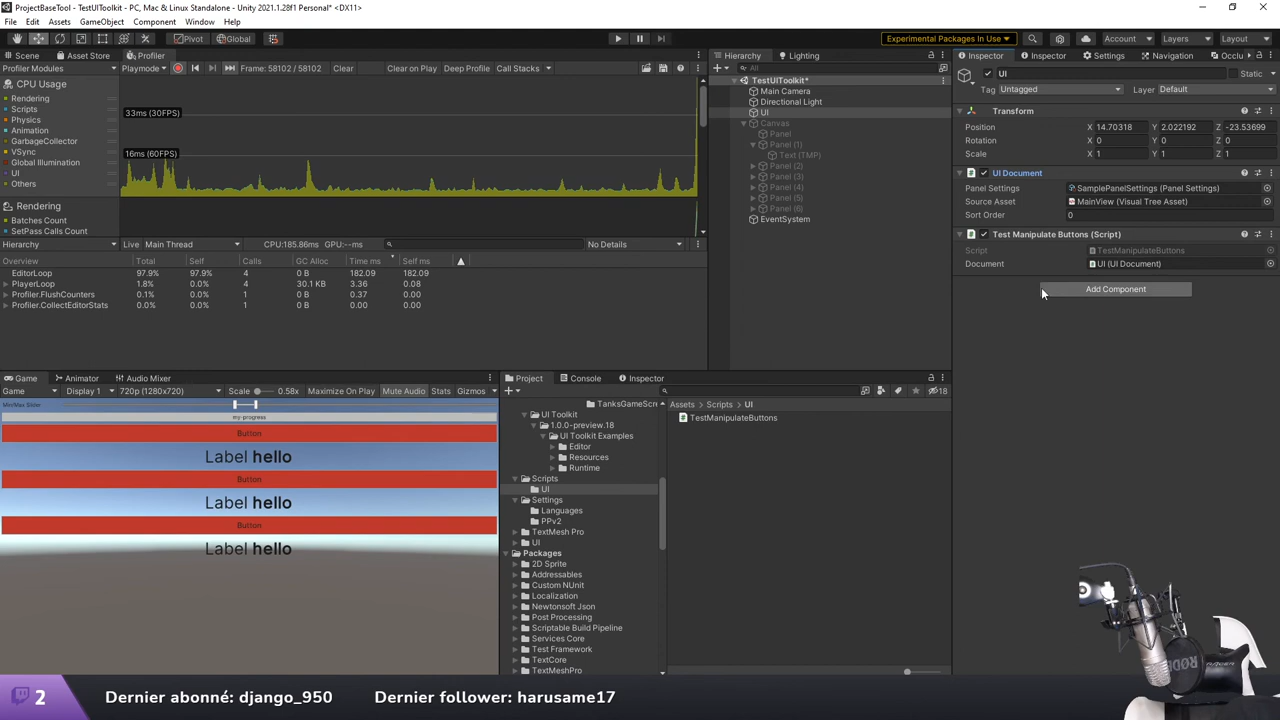 ProjectBaseTool - TestUIToolkit - PC, Mac & Linux Standalone - Unity 2021.1.28f1 Personal* <DX11>
File Edit Assets GameObject Component Window Help
Pivot Global Experimental Packages In Use Account Layers Layout
Scene Asset Store Profiler
Hierarchy Lighting
Inspector Inspector Settings Navigation Occlu
Profiler Modules Playmode Frame: 58102 / 58102 Clear Clear on Play Deep Profile Call Stacks
All
UI Static
Tag Untagged Layer Default
CPU Usage
Rendering
Scripts
Physics
Animation
GarbageCollector
VSync
Global Illumination
UI
Others
Rendering
Batches Count
SetPass Calls Count
33ms (30FPS)
16ms (60FPS)
TestUIToolkit*
Main Camera
Directional Light
UI
Canvas
Panel
Panel (1)
Text (TMP)
Panel (2)
Panel (3)
Panel (4)
Panel (5)
Panel (6)
EventSystem
Transform
Position X 14.70318 Y 2.022192 Z -23.53699
Rotation X 0 Y 0 Z 0
Scale X 1 Y 1 Z 1
UI Document
Panel Settings SamplePanelSettings (Panel Settings)
Source Asset MainView (Visual Tree Asset)
Sort Order 0
Test Manipulate Buttons (Script)
Script TestManipulateButtons
Document UI (UI Document)
Add Component
Hierarchy Live Main Thread CPU:185.86ms GPU:--ms No Details
Overview Total Self Calls GC Alloc Time ms Self ms
EditorLoop 97.9% 97.9% 4 0 B 182.09 182.09
PlayerLoop 1.8% 0.0% 4 30.1 KB 3.36 0.08
Profiler.FlushCounters 0.1% 0.1% 1 0 B 0.37 0.37
Profiler.CollectEditorStats 0.0% 0.0% 1 0 B 0.00 0.00
Game Animator Audio Mixer
Game Display 1 720p (1280x720) Scale 0.58x Maximize On Play Mute Audio Stats Gizmos
Min/Max Slider
my-progress
Button
Label hello
Button
Label hello
Button
Label hello
Project Console Inspector
18
TanksGameScre
UI Toolkit
1.0.0-preview.18
UI Toolkit Examples
Editor
Resources
Runtime
Scripts
UI
Settings
Languages
PPv2
TextMesh Pro
UI
Packages
2D Sprite
Addressables
Custom NUnit
Localization
Newtonsoft Json
Post Processing
Scriptable Build Pipeline
Services Core
Test Framework
TextCore
TextMeshPro
Assets Scripts UI
TestManipulateButtons
RØDE
2 Dernier abonné: django_950 Dernier follower: harusame17